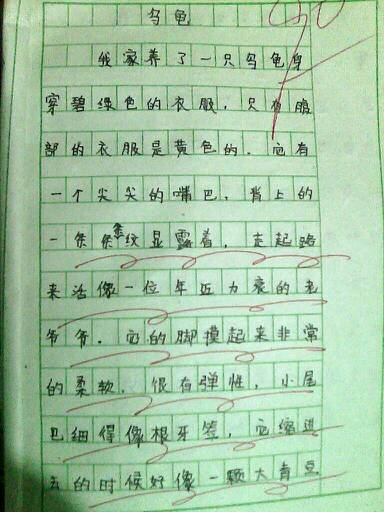 乌龟
我家养了一只乌龟身
穿碧绿色的衣服，只有腹
部的衣服是黄色的。它有
一个尖尖的嘴巴，背上的
一条条条纹显露着，走起路
来活像一位年近力衰的老
爷爷。它的脚摸起来非常
的柔软，很有弹性，小尾
巴细得像根牙签，它缩进
去的时候好像一颗大青豆